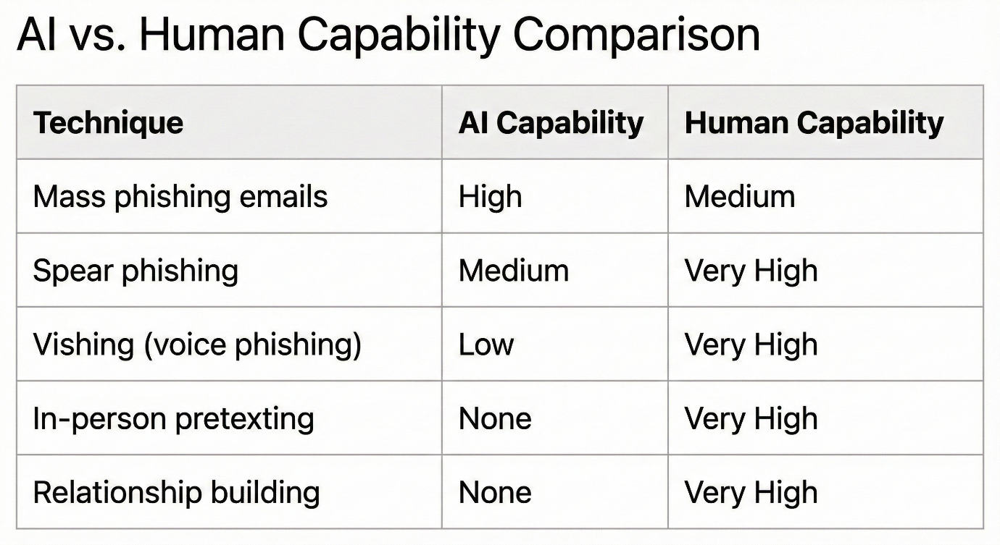 AI vs. Human Capability Comparison
Technique AI Capability Human Capability
Mass phishing emails High Medium
Spear phishing Medium Very High
Vishing (voice phishing) Low Very High
In-person pretexting None Very High
Relationship building None Very High